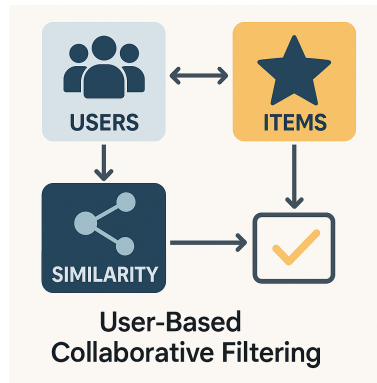 USERS
ITEMS
SIMILARITY
User-Based
Collaborative Filtering